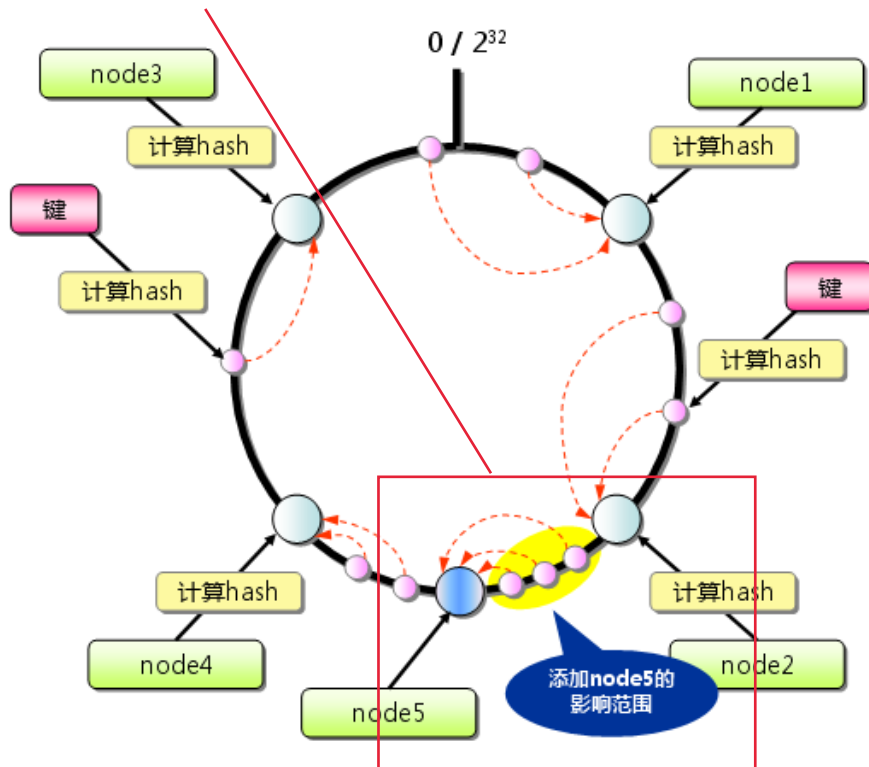 0 / 2³²
node3
node1
计算hash
计算hash
键
键
计算hash
计算hash
计算hash
计算hash
node4
node2
添加node5的
影响范围
node5